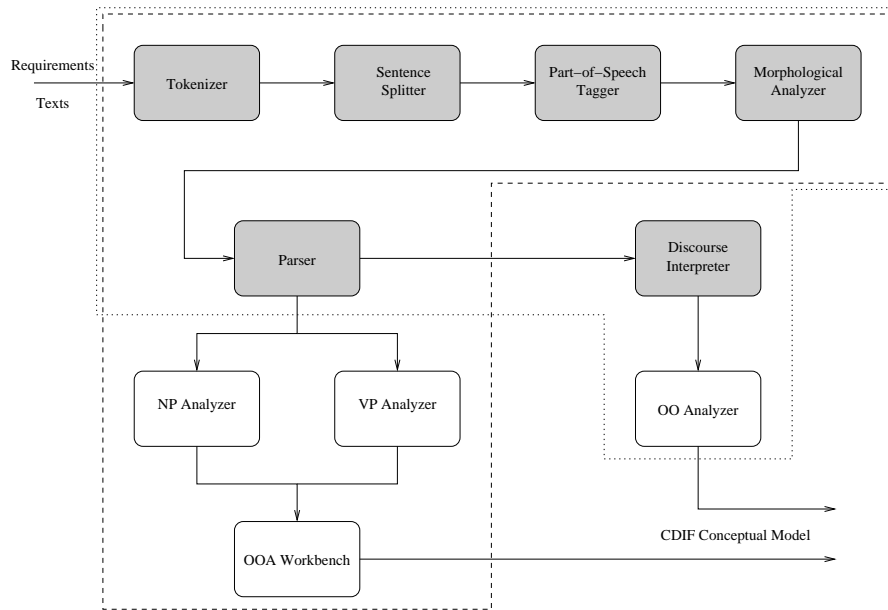 Requirements
Texts
Tokenizer
Sentence
Splitter
Part−of−Speech
Tagger
Morphological
Analyzer
Parser
Discourse
Interpreter
NP Analyzer
VP Analyzer
OO Analyzer
OOA Workbench
CDIF Conceptual Model